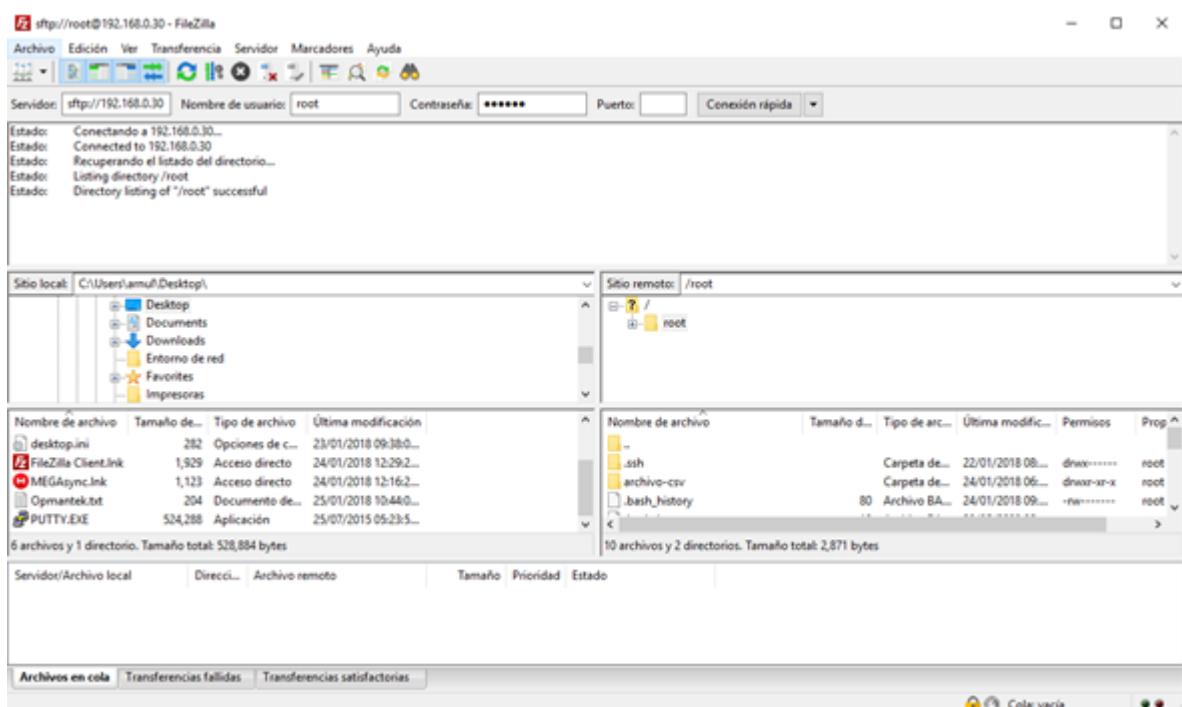 sftp://root@192.168.0.30 - FileZilla
Archivo Edición Ver Transferencia Servidor Marcadores Ayuda
Servidor: sftp://192.168.0.30 Nombre de usuario: root Contraseña: ●●●●●● Puerto: Conexión rápida
Estado: Conectando a 192.168.0.30...
Estado: Connected to 192.168.0.30
Estado: Recuperando el listado del directorio...
Estado: Listing directory /root
Estado: Directory listing of "/root" successful
Sitio local: C:\Users\arnul\Desktop\
Desktop
Documents
Downloads
Entorno de red
Favorites
Impresoras
Sitio remoto: /root
/
root
Nombre de archivo Tamaño de... Tipo de archivo Última modificación
desktop.ini 282 Opciones de c... 23/01/2018 09:38:0...
FileZilla Client.lnk 1,929 Acceso directo 24/01/2018 12:29:2...
MEGAsync.lnk 1,123 Acceso directo 24/01/2018 12:16:2...
Opmantek.txt 204 Documento de... 25/01/2018 10:44:0...
PUTTY.EXE 524,288 Aplicación 25/07/2015 05:23:5...
6 archivos y 1 directorio. Tamaño total: 528,884 bytes
Nombre de archivo Tamaño d... Tipo de arc... Última modific... Permisos Prop
..
.ssh Carpeta de... 22/01/2018 08:... drwx------ root
archivo-csv Carpeta de... 24/01/2018 06:... drwxr-xr-x root
.bash_history 80 Archivo BA... 24/01/2018 09:... -rw------- root
10 archivos y 2 directorios. Tamaño total: 2,871 bytes
Servidor/Archivo local Direcci... Archivo remoto Tamaño Prioridad Estado
Archivos en cola Transferencias fallidas Transferencias satisfactorias
Cola: vacía